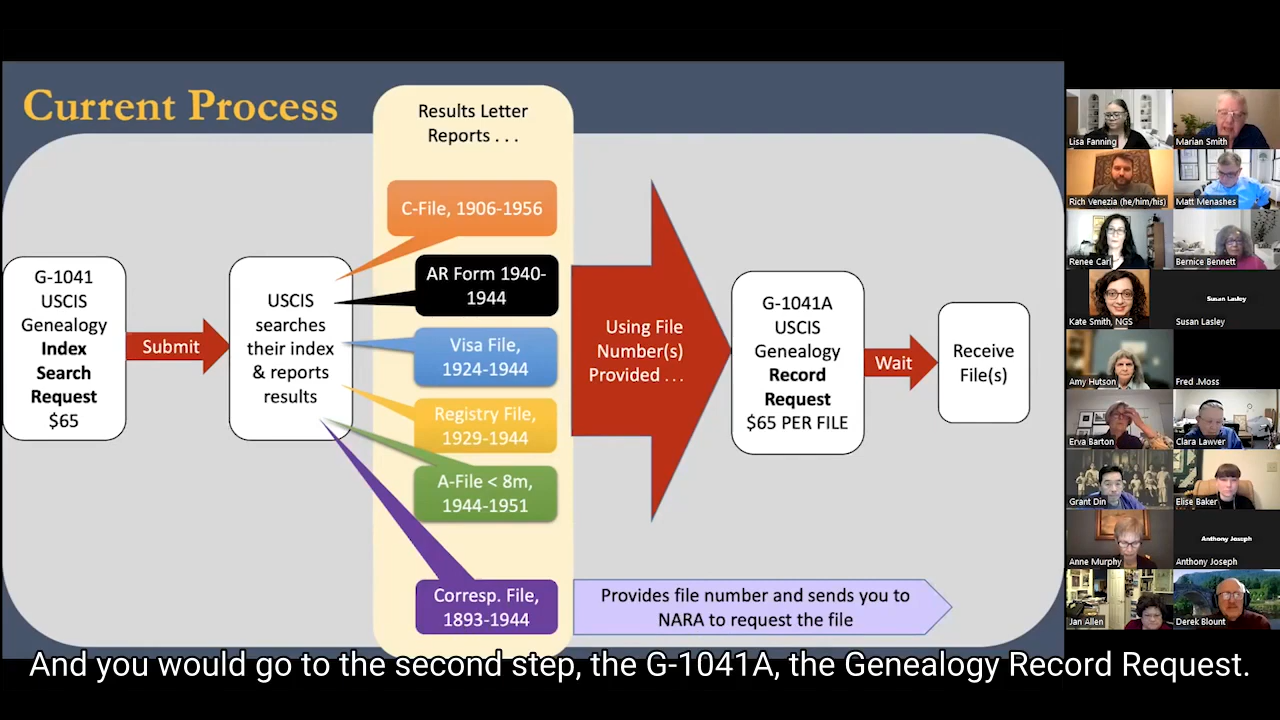 Current Process
Results Letter
Reports . . .
G-1041
USCIS
Genealogy
Index
Search
Request
$65
Submit
USCIS
searches
their index
& reports
results
C-File, 1906-1956
AR Form 1940-
1944
Visa File,
1924-1944
Registry File,
1929-1944
A-File < 8m,
1944-1951
Corresp. File,
1893-1944
Using File
Number(s)
Provided . . .
G-1041A
USCIS
Genealogy
Record
Request
$65 PER FILE
Wait
Receive
File(s)
Provides file number and sends you to
NARA to request the file
Lisa Fanning
Marian Smith
Rich Venezia (he/him/his)
Matt Menashes
Renee Carl
Bernice Bennett
Kate Smith, NGS
Susan Lasley
Susan Lasley
Amy Hutson
Fred .Moss
Erva Barton
Clara Lawver
Grant Din
Elise Baker
Anne Murphy
Anthony Joseph
Anthony Joseph
Jan Allen
Derek Blount
And you would go to the second step, the G-1041A, the Genealogy Record Request.